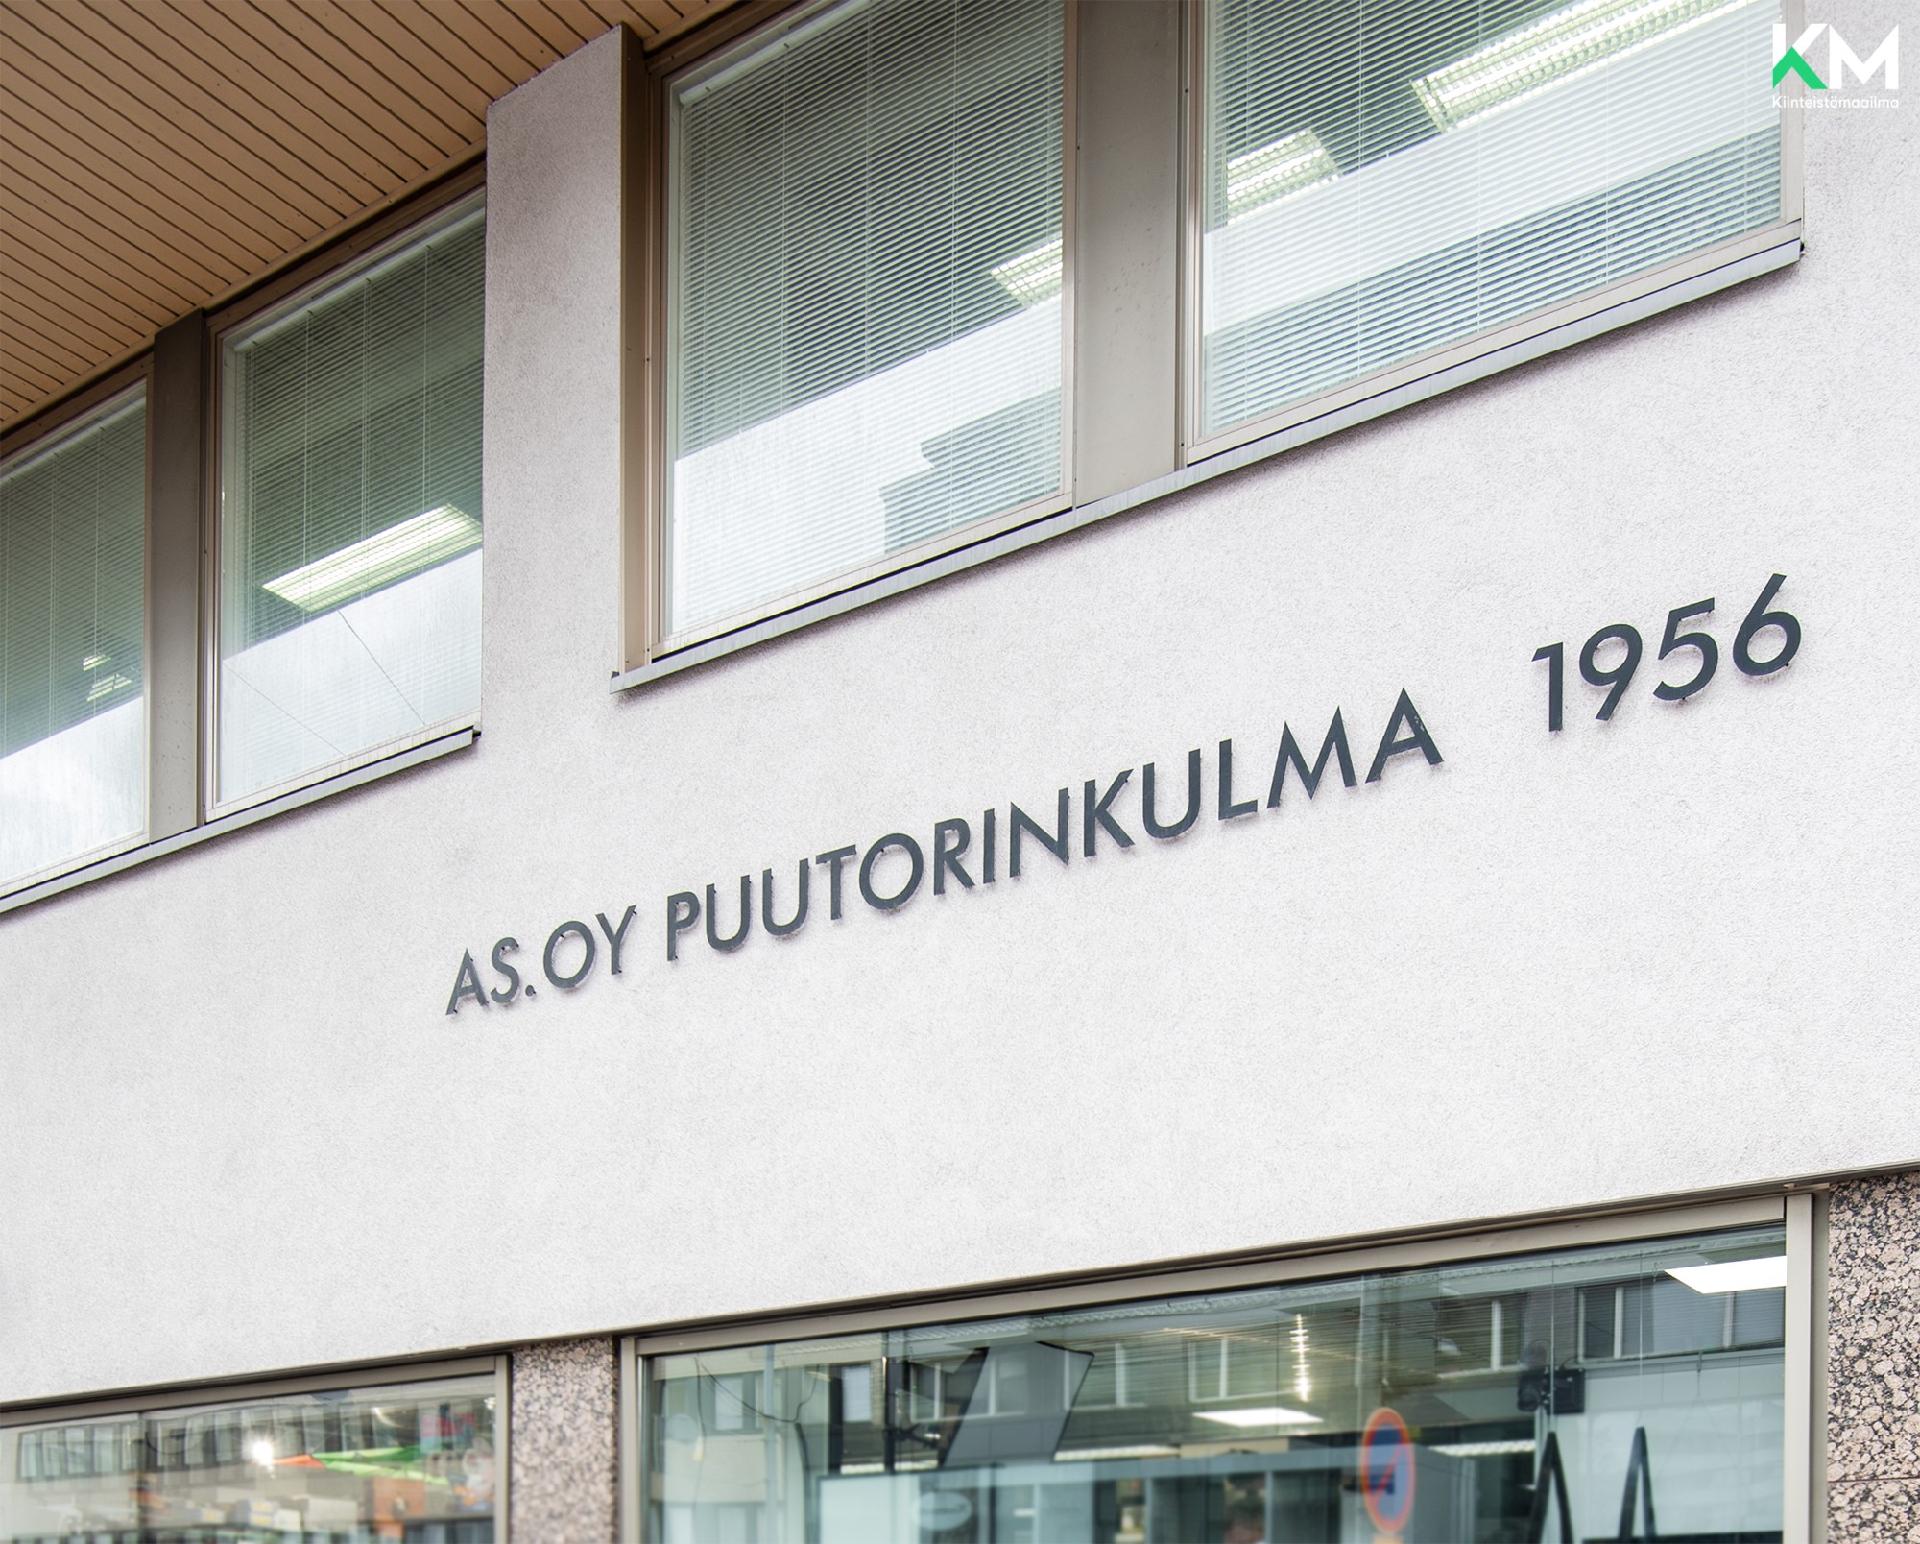 KM
Kiinteistömaailma
AS.OY PUUTORINKULMA 1956